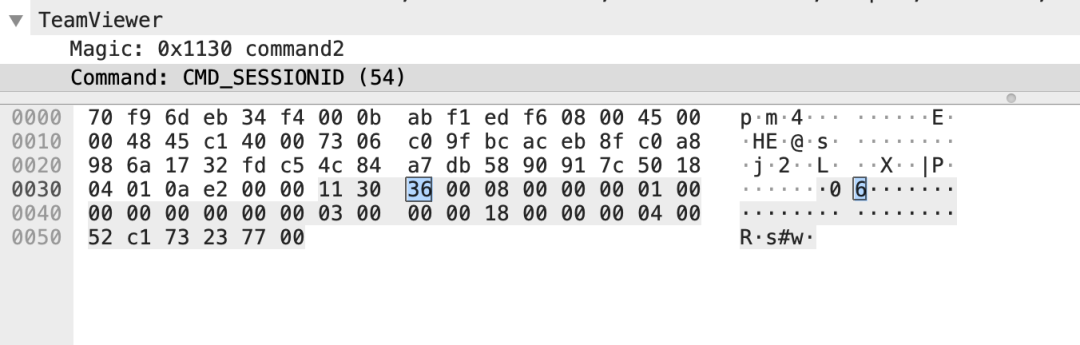 ▼ TeamViewer
Magic: 0x1130 command2
Command: CMD_SESSIONID (54)
0000 70 f9 6d eb 34 f4 00 0b ab f1 ed f6 08 00 45 00 p·m·4··· ······E·
0010 00 48 45 c1 40 00 73 06 c0 9f bc ac eb 8f c0 a8 ·HE·@·s· ········
0020 98 6a 17 32 fd c5 4c 84 a7 db 58 90 91 7c 50 18 ·j·2··L· ··X··|P·
0030 04 01 0a e2 00 00 11 30 36 00 08 00 00 00 01 00 ·······0 6·······
0040 00 00 00 00 00 00 03 00 00 00 18 00 00 00 04 00 ········ ········
0050 52 c1 73 23 77 00 R·s#w·